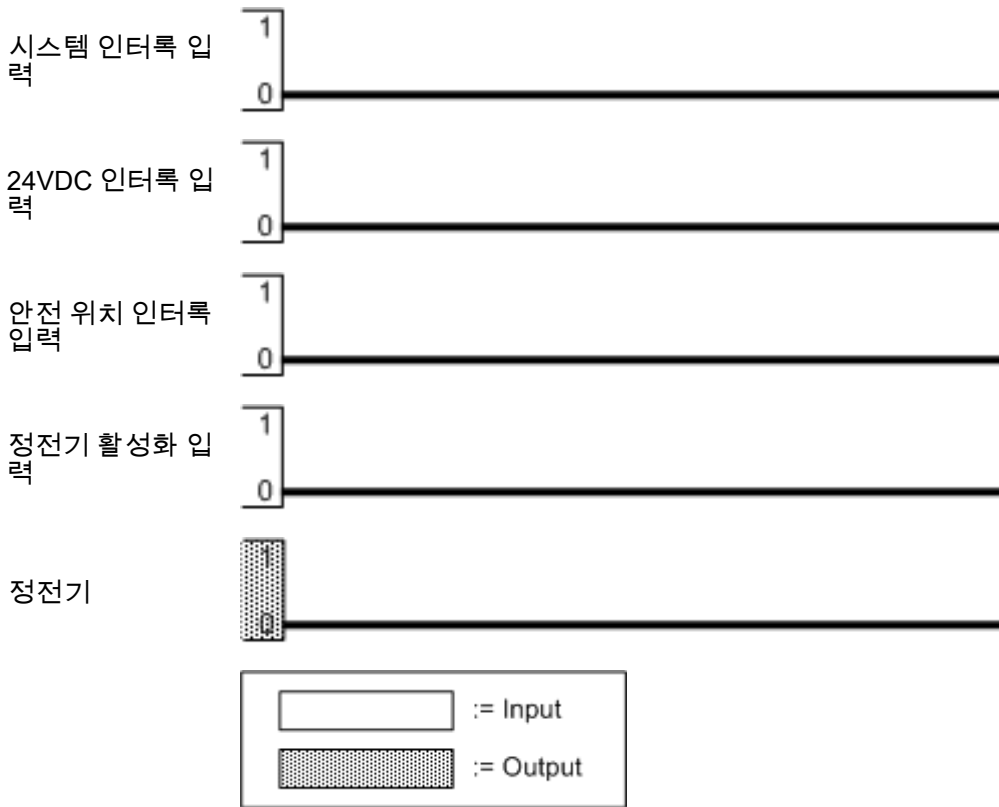 1
시스템 인터록 입
력
0
1
24VDC 인터록 입
력
0
1
안전 위치 인터록
입력
0
1
정전기 활성화 입
력
0
1
정전기
0
:= Input
:= Output